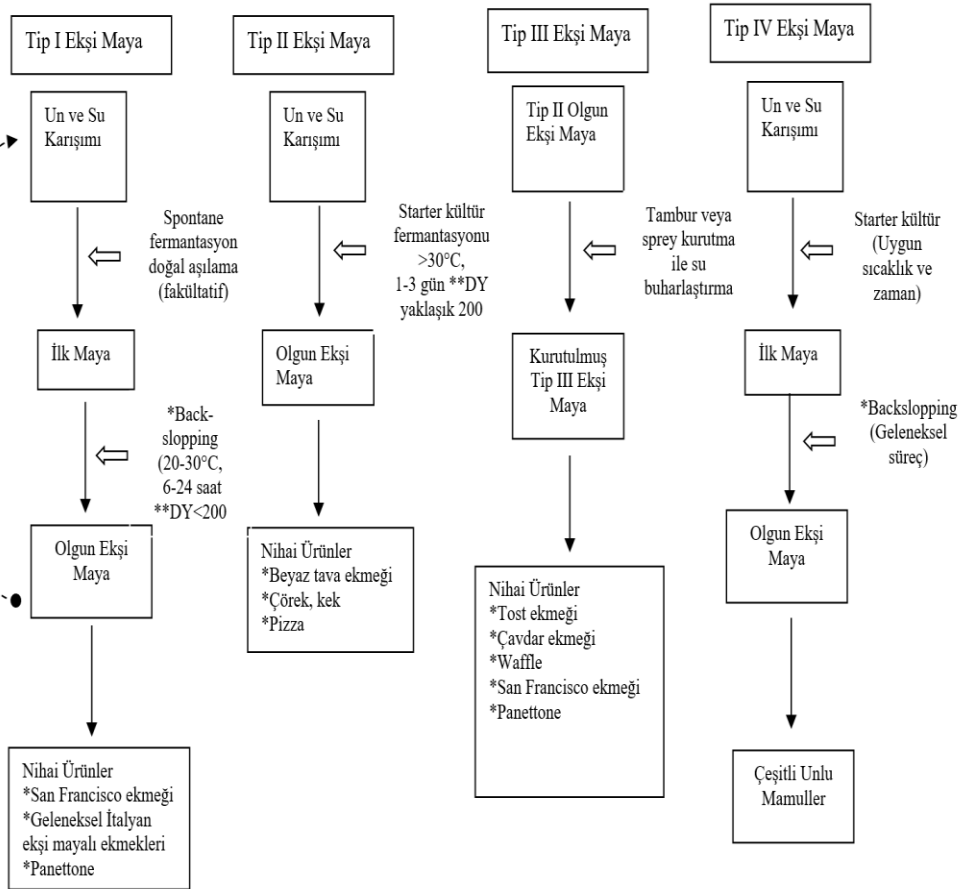 Tip I Ekşi Maya
Un ve Su
Karışımı
Spontane
fermantasyon
doğal aşılama
(fakültatif)
İlk Maya
*Back-
slopping
(20-30°C,
6-24 saat
**DY<200
Olgun Ekşi
Maya
Nihai Ürünler
*San Francisco ekmeği
*Geleneksel İtalyan
ekşi mayalı ekmekleri
*Panettone
Tip II Ekşi Maya
Un ve Su
Karışımı
Starter kültür
fermantasyonu
>30°C,
1-3 gün **DY
yaklaşık 200
Olgun Ekşi
Maya
Nihai Ürünler
*Beyaz tava ekmeği
*Çörek, kek
*Pizza
Tip III Ekşi Maya
Tip II Olgun
Ekşi Maya
Tambur veya
sprey kurutma
ile su
buharlaştırma
Kurutulmuş
Tip III Ekşi
Maya
Nihai Ürünler
*Tost ekmeği
*Çavdar ekmeği
*Waffle
*San Francisco ekmeği
*Panettone
Tip IV Ekşi Maya
Un ve Su
Karışımı
Starter kültür
(Uygun
sıcaklık ve
zaman)
İlk Maya
*Backslopping
(Geleneksel
süreç)
Olgun Ekşi
Maya
Çeşitli Unlu
Mamuller